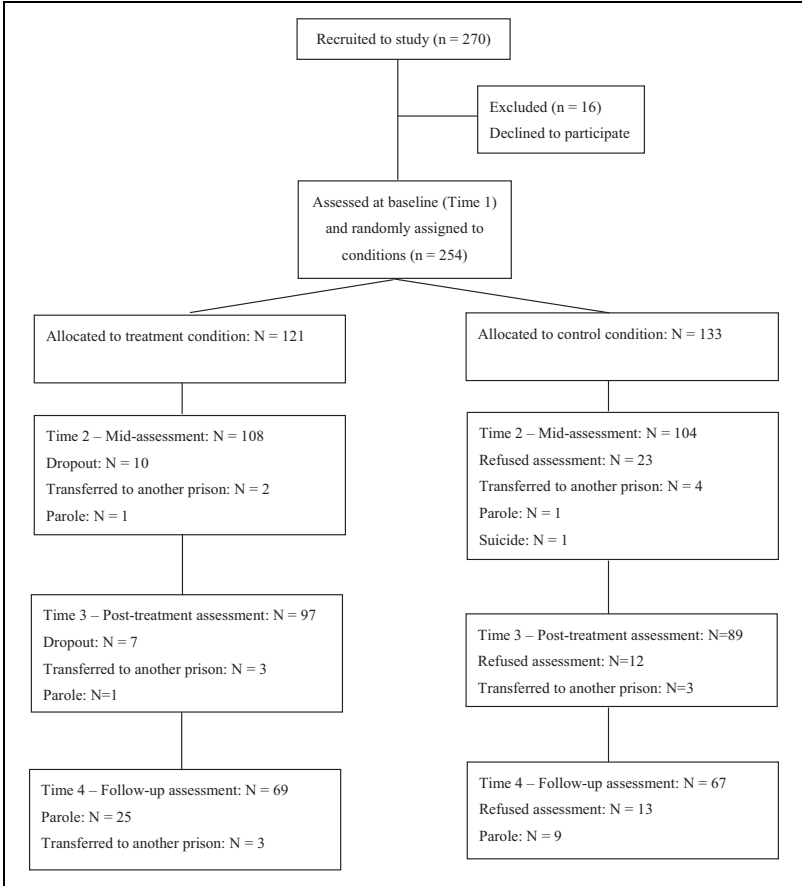 Recruited to study (n = 270)
Excluded (n = 16)
Declined to participate
Assessed at baseline (Time 1)
and randomly assigned to
conditions (n = 254)
Allocated to treatment condition: N = 121
Allocated to control condition: N = 133
Time 2 – Mid-assessment: N = 108
Dropout: N = 10
Transferred to another prison: N = 2
Parole: N = 1
Time 2 – Mid-assessment: N = 104
Refused assessment: N = 23
Transferred to another prison: N = 4
Parole: N = 1
Suicide: N = 1
Time 3 – Post-treatment assessment: N = 97
Dropout: N = 7
Transferred to another prison: N = 3
Parole: N=1
Time 3 – Post-treatment assessment: N=89
Refused assessment: N=12
Transferred to another prison: N=3
Time 4 – Follow-up assessment: N = 69
Parole: N = 25
Transferred to another prison: N = 3
Time 4 – Follow-up assessment: N = 67
Refused assessment: N = 13
Parole: N = 9